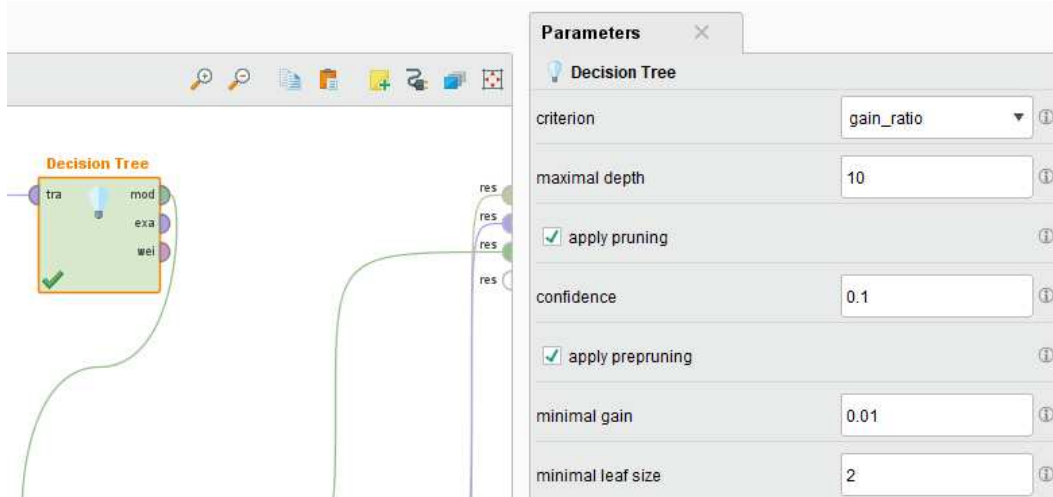 Parameters
Decision Tree
criterion
gain_ratio
maximal depth
10
apply pruning
confidence
0.1
apply prepruning
minimal gain
0.01
minimal leaf size
2
Decision Tree
tra
mod
exa
wei
res
res
res
res